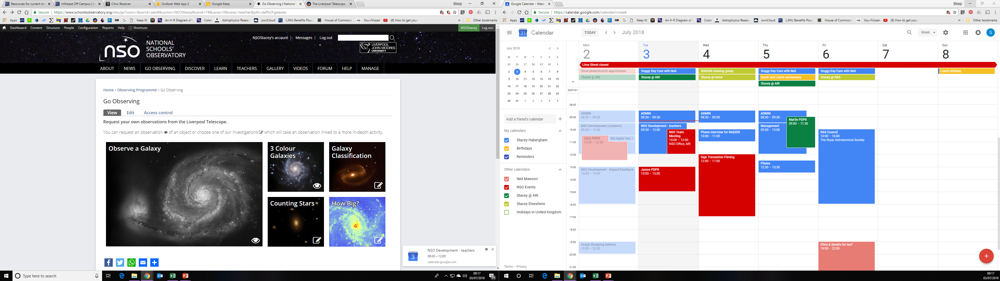 Resources for current sta
Infobase Off Campus | Li
Citrix Receiver
Outlook Web App 2
Google Keep
Go Observing | National
The Liverpool Telescope
Stacey
Secure
https://www.schoolsobservatory.org/obs/go?usrsc=&usrrd=adult&usrnm=NSOStacey&usrid=74&usrex=0&usrac=teacher&pth=def%2Fgalaxies
Apps
Keep It!
An H-R Diagram of t
Color
Astrophysics Resear
ownCloud
LJMU Benefits Plus |
House of Commons
You+Nissan
(6) How to get your
Other bookmarks
Dashboard Content Structure People Configuration Reports Help Shortcuts
NSOStacey Log out
NSOStacey's account | Messages | Log out
nso
NATIONAL
SCHOOLS'
OBSERVATORY
LIVERPOOL
JOHN MOORES
UNIVERSITY
ABOUT NEWS GO OBSERVING DISCOVER LEARN TEACHERS GALLERY VIDEOS FORUM HELP MANAGE
Home » Observing Programme » Go Observing
Go Observing
View Edit Access control
Request your own observations from the Liverpool Telescope.
You can request an observation of an object or choose one of our investigations which will take an observation linked to a more in-depth activity.
Observe a Galaxy
3 Colour
Galaxies
Galaxy
Classification
Counting Stars
How Big?
NSO Development - teachers
09:30 – 12:00
calendar.google.com
Type here to search
09:17
03/07/2018
26
Google Calendar - Week
Stacey
Secure
https://calendar.google.com/calendar/r/week
Apps
Keep It!
An H-R Diagram of t
Color
Astrophysics Resear
ownCloud
LJMU Benefits Plus |
House of Commons
You+Nissan
(6) How to get your
Other bookmarks
31 Calendar
TODAY
July 2018
Week
S
July 2018
M T W T F S S
25 26 27 28 29 30 1
2 3 4 5 6 7 8
9 10 11 12 13 14 15
16 17 18 19 20 21 22
23 24 25 26 27 28 29
30 31 1 2 3 4 5
Add a friend's calendar
My calendars
Stacey Habergham
Birthdays
Reminders
Other calendars
Neil Mawson
NSO Events
Stacey @ ARI
Stacey Elsewhere
Holidays in United Kingdom
Terms – Privacy
Mon Tue Wed Thu Fri Sat Sun
2 3 4 5 6 7 8
Lime Street closed
Book phlebotomist appointment
Stacey @ ARI
Doggy Day Care with Neil
Stacey @ ARI
RAS200 steering group
Stacey @ home
Doggy Day Care with Neil
Sarah and Liam's anniversary
Stacey @ ARI
Doggy Day Care with Neil
Stacey @ RAS
Liam's birthday
GMT+01
08:00
09:00
10:00
11:00
12:00
13:00
14:00
15:00
16:00
17:00
18:00
19:00
20:00
21:00
ADMIN
08:30 – 09:30
NSO Development (students)
09:30 – 12:00
Chris PDPR
10:30 – 12:30
Big Apple Van, 1
NSO Development - Impact/Feedback
13:00 – 16:00
Ocado Shopping Delivery
19:00 – 20:00
ADMIN
08:30 – 09:30
NSO Development - teachers
09:30 – 12:00
NSO Team
Meeting
10:00 – 12:00
NSO Office, ARI
James PDPR
13:00 – 15:00
ADMIN
08:30 – 09:30
Phone interview for RAS200
10:00 – 11:00
Sign Translation Filming
12:00 – 17:00
ADMIN
08:30 – 09:30
Martin PDPR
09:00 – 11:30
Management
09:30 – 12:00
Pilates
12:30 – 13:30
RAS Council
10:00 – 16:00
The Royal Astronomical Society
Chris & Sarah's for tea?
19:00 – 22:00
09:17
03/07/2018